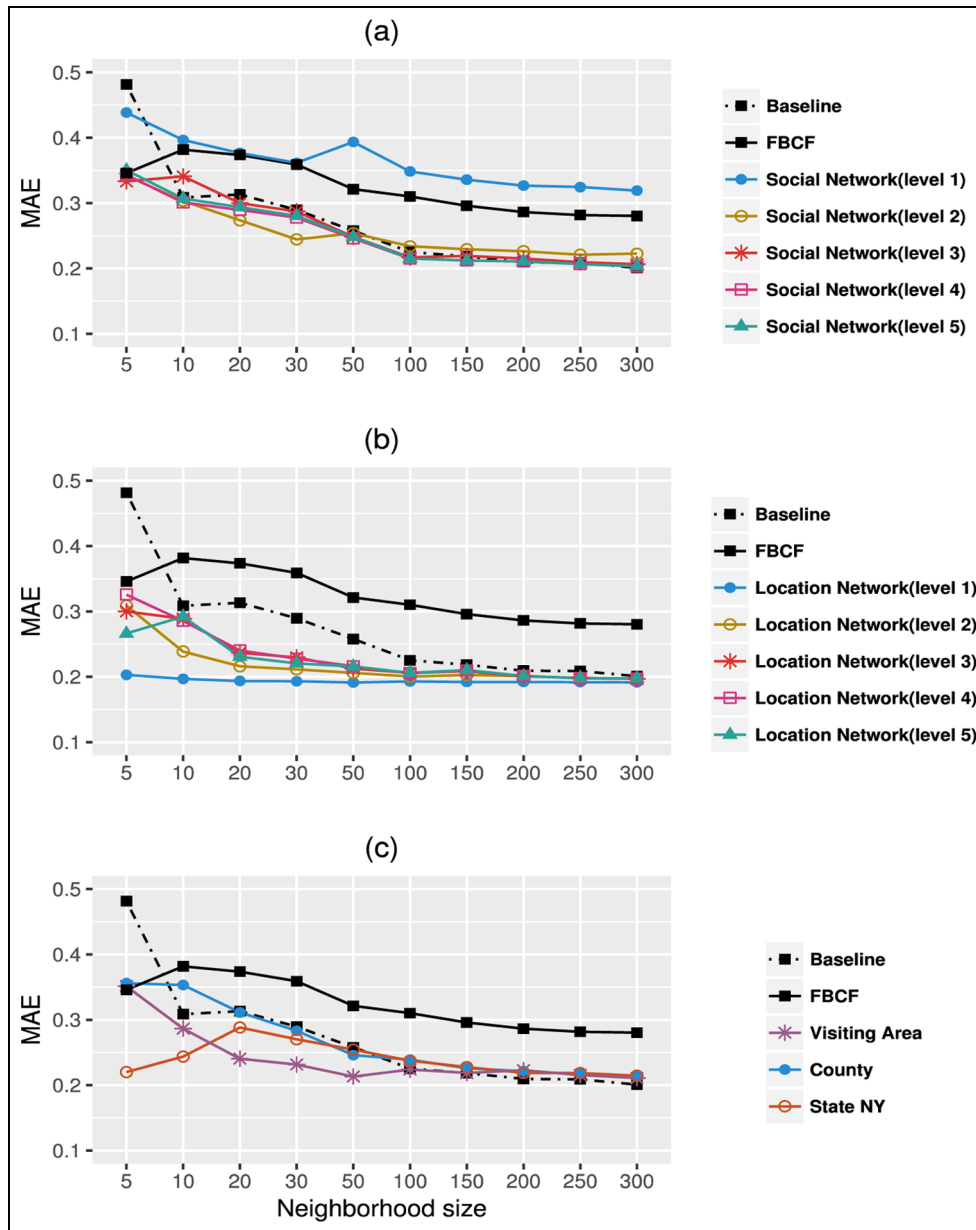 (a)
MAE
0.5
0.4
0.3
0.2
0.1
5 10 20 30 50 100 150 200 250 300
Baseline
FBCF
Social Network(level 1)
Social Network(level 2)
Social Network(level 3)
Social Network(level 4)
Social Network(level 5)
(b)
MAE
0.5
0.4
0.3
0.2
0.1
5 10 20 30 50 100 150 200 250 300
Baseline
FBCF
Location Network(level 1)
Location Network(level 2)
Location Network(level 3)
Location Network(level 4)
Location Network(level 5)
(c)
MAE
0.5
0.4
0.3
0.2
0.1
5 10 20 30 50 100 150 200 250 300
Neighborhood size
Baseline
FBCF
Visiting Area
County
State NY